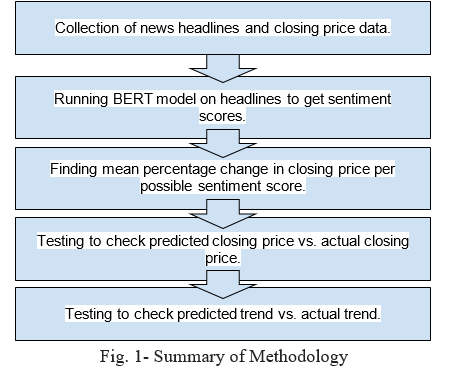 Collection of news headlines and closing price data.
Running BERT model on headlines to get sentiment
scores.
Finding mean percentage change in closing price per
possible sentiment score.
Testing to check predicted closing price vs. actual closing
price.
Testing to check predicted trend vs. actual trend.
Fig. 1- Summary of Methodology